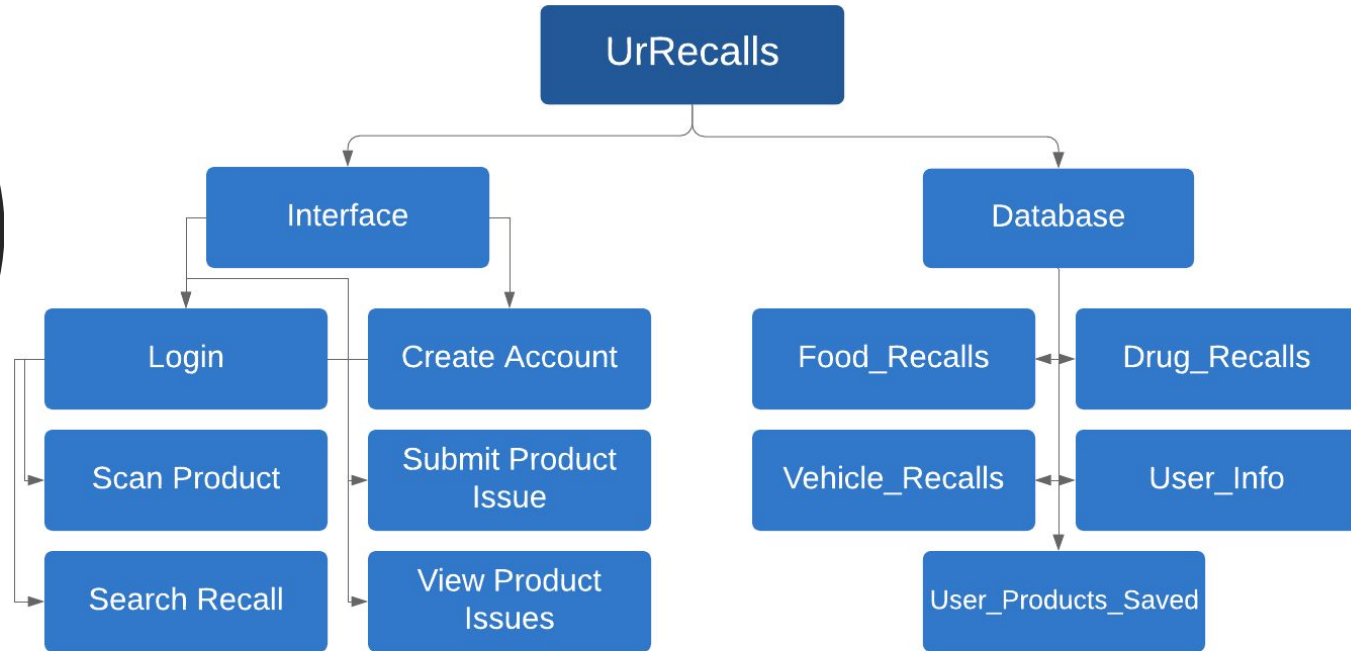 UrRecalls
Interface
Database
Login
Create Account
Food_Recalls
Drug_Recalls
Scan Product
Submit Product
Issue
Vehicle_Recalls
User_Info
Search Recall
View Product
Issues
User_Products_Saved